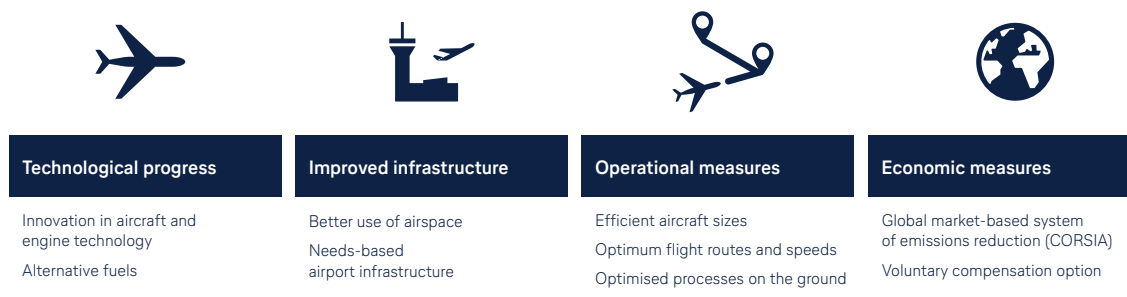 Technological progress
Innovation in aircraft and
engine technology
Alternative fuels
Improved infrastructure
Better use of airspace
Needs-based
airport infrastructure
Operational measures
Efficient aircraft sizes
Optimum flight routes and speeds
Optimised processes on the ground
Economic measures
Global market-based system
of emissions reduction (CORSIA)
Voluntary compensation option